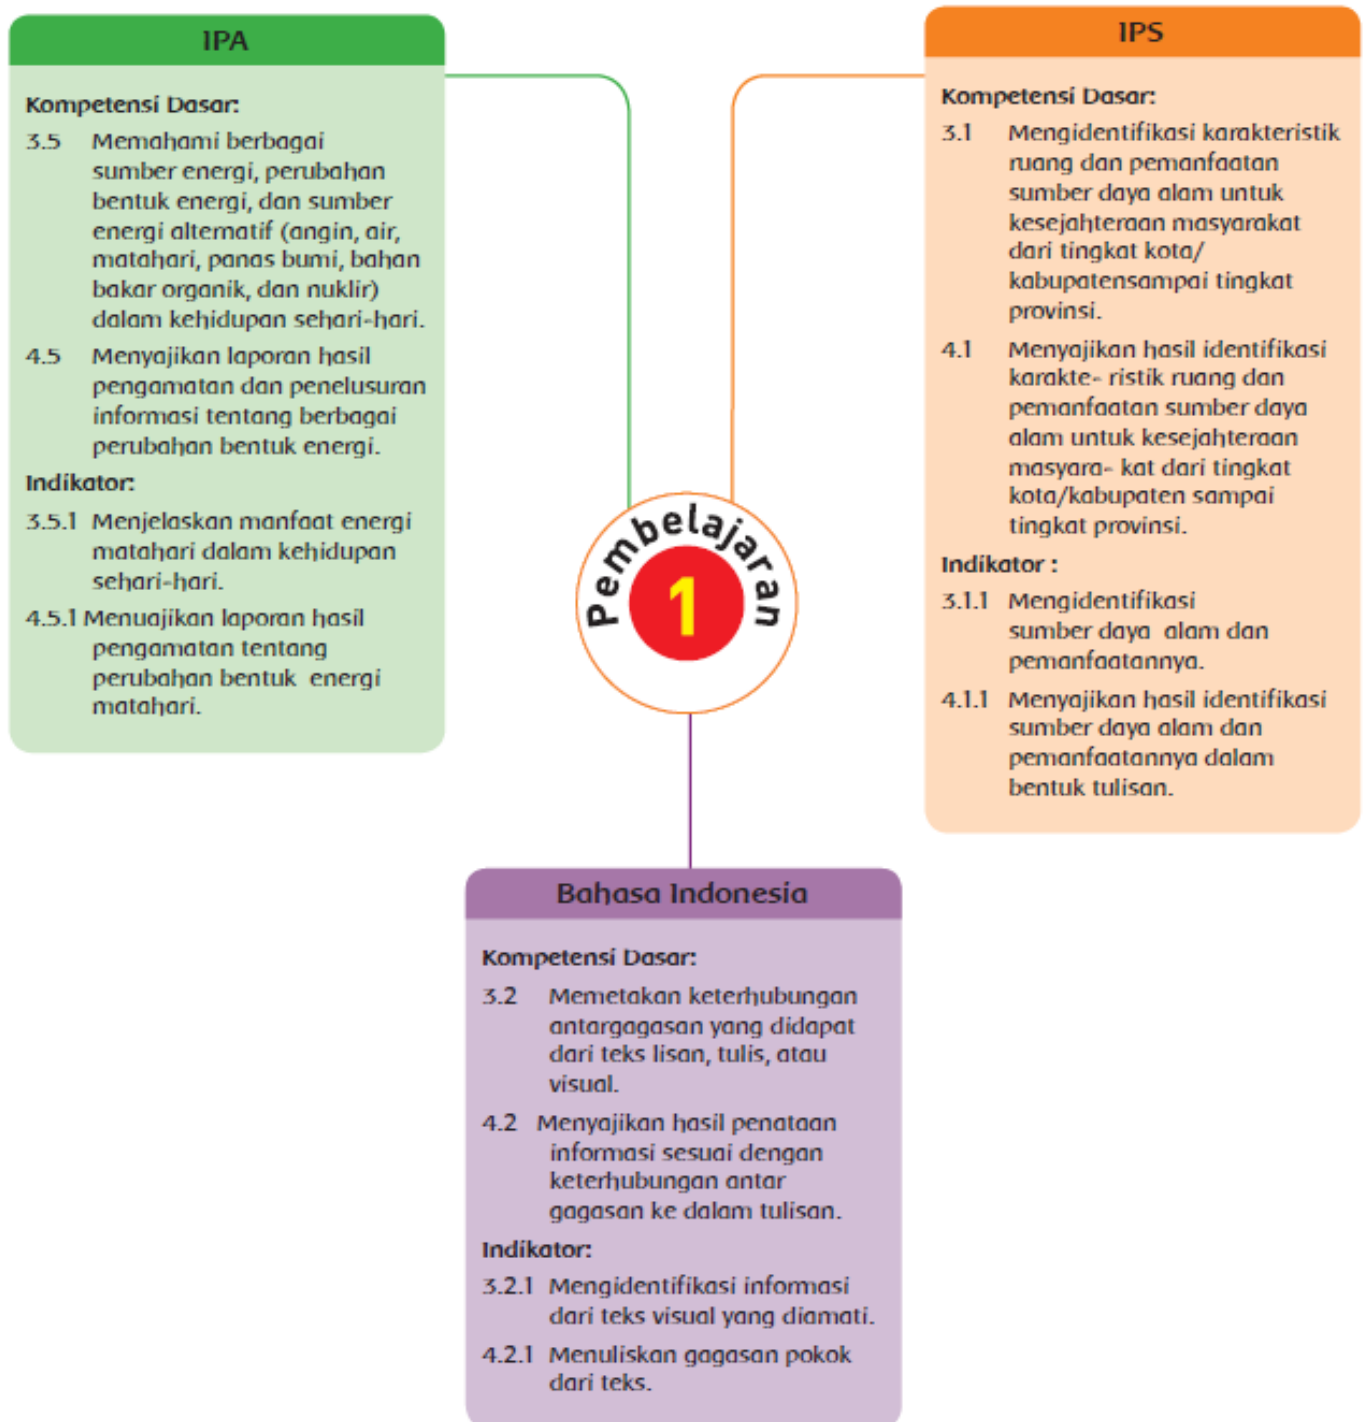 IPA
Kompetensi Dasar:
3.5 Memahami berbagai
sumber energi, perubahan
bentuk energi, dan sumber
energi alternatif (angin, air,
matahari, panas bumi, bahan
bakar organik, dan nuklir)
dalam kehidupan sehari-hari.
4.5 Menyajikan laporan hasil
pengamatan dan penelusuran
informasi tentang berbagai
perubahan bentuk energi.
Indikator:
3.5.1 Menjelaskan manfaat energi
matahari dalam kehidupan
sehari-hari.
4.5.1 Menuajikan laporan hasil
pengamatan tentang
perubahan bentuk energi
matahari.
IPS
Kompetensi Dasar:
3.1 Mengidentifikasi karakteristik
ruang dan pemanfaatan
sumber daya alam untuk
kesejahteraan masyarakat
dari tingkat kota/
kabupatensampai tingkat
provinsi.
4.1 Menyajikan hasil identifikasi
karakte- ristik ruang dan
pemanfaatan sumber daya
alam untuk kesejahteraan
masyara- kat dari tingkat
kota/kabupaten sampai
tingkat provinsi.
Indikator :
3.1.1 Mengidentifikasi
sumber daya alam dan
pemanfaatannya.
4.1.1 Menyajikan hasil identifikasi
sumber daya alam dan
pemanfaatannya dalam
bentuk tulisan.
Pembelajaran
1
Bahasa Indonesia
Kompetensi Dasar:
3.2 Memetakan keterhubungan
antargagasan yang didapat
dari teks lisan, tulis, atau
visual.
4.2 Menyajikan hasil penataan
informasi sesuai dengan
keterhubungan antar
gagasan ke dalam tulisan.
Indikator:
3.2.1 Mengidentifikasi informasi
dari teks visual yang diamati.
4.2.1 Menuliskan gagasan pokok
dari teks.